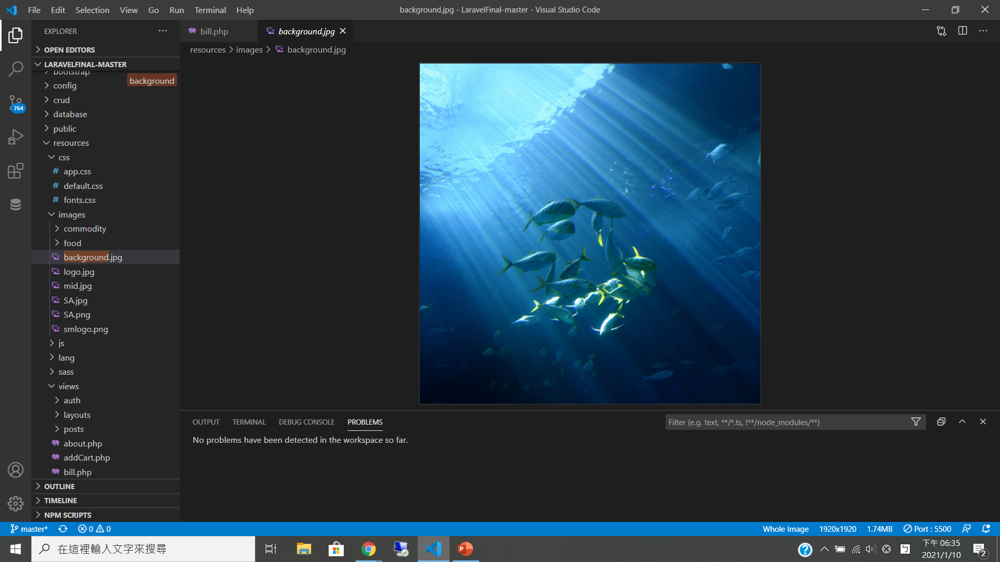 File Edit Selection View Go Run Terminal Help
background.jpg - LaravelFinal-master - Visual Studio Code
EXPLORER
OPEN EDITORS
LARAVELFINAL-MASTER
bootstrap
background
config
crud
database
public
resources
css
# app.css
# default.css
# fonts.css
images
commodity
food
background.jpg
logo.jpg
mid.jpg
SA.jpg
SA.png
smlogo.png
js
lang
sass
views
auth
layouts
posts
about.php
addCart.php
bill.php
OUTLINE
TIMELINE
NPM SCRIPTS
764
bill.php
background.jpg
resources > images > background.jpg
OUTPUT TERMINAL DEBUG CONSOLE PROBLEMS
Filter (e.g. text, **/*.ts, !**/node_modules/**)
No problems have been detected in the workspace so far.
master* 0 0
Whole Image 1920x1920 1.74MB Port : 5500
在這裡輸入文字來搜尋
下午 06:35
2021/1/10
2